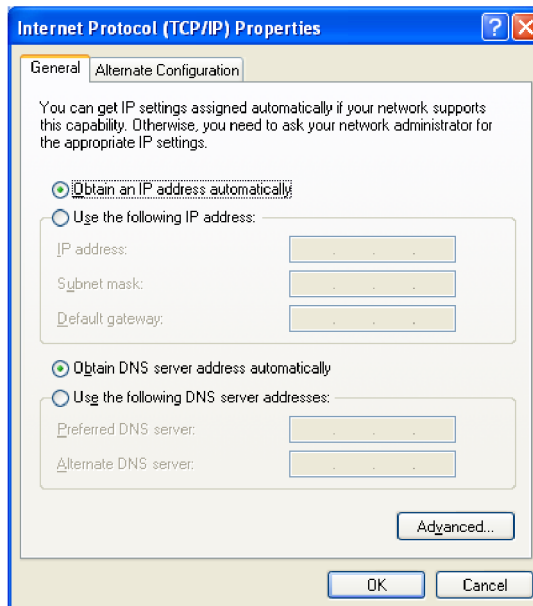 Internet Protocol (TCP/IP) Properties
General
Alternate Configuration
You can get IP settings assigned automatically if your network supports
this capability. Otherwise, you need to ask your network administrator for
the appropriate IP settings.
Obtain an IP address automatically
Use the following IP address:
IP address:
Subnet mask:
Default gateway:
Obtain DNS server address automatically
Use the following DNS server addresses:
Preferred DNS server:
Alternate DNS server:
Advanced...
OK
Cancel